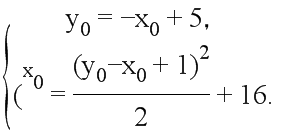 y₀ = –x₀ + 5,
(x₀ = (y₀–x₀ + 1)²/2 + 16.